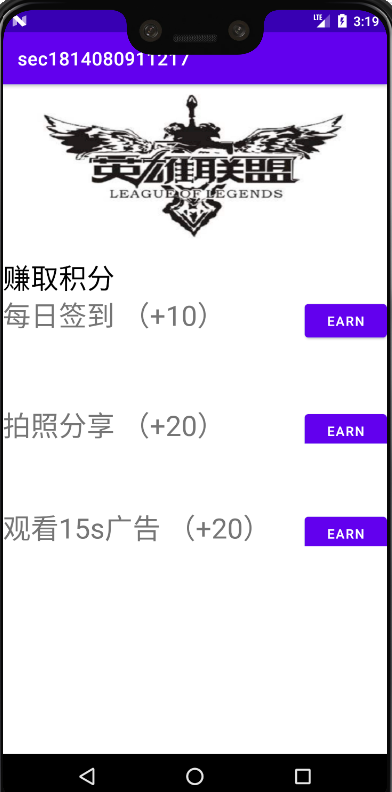 LTE 3:19
sec1814080911217
英雄联盟
LEAGUE OF LEGENDS
赚取积分
每日签到 （+10） EARN
拍照分享 （+20） EARN
观看15s广告 （+20） EARN